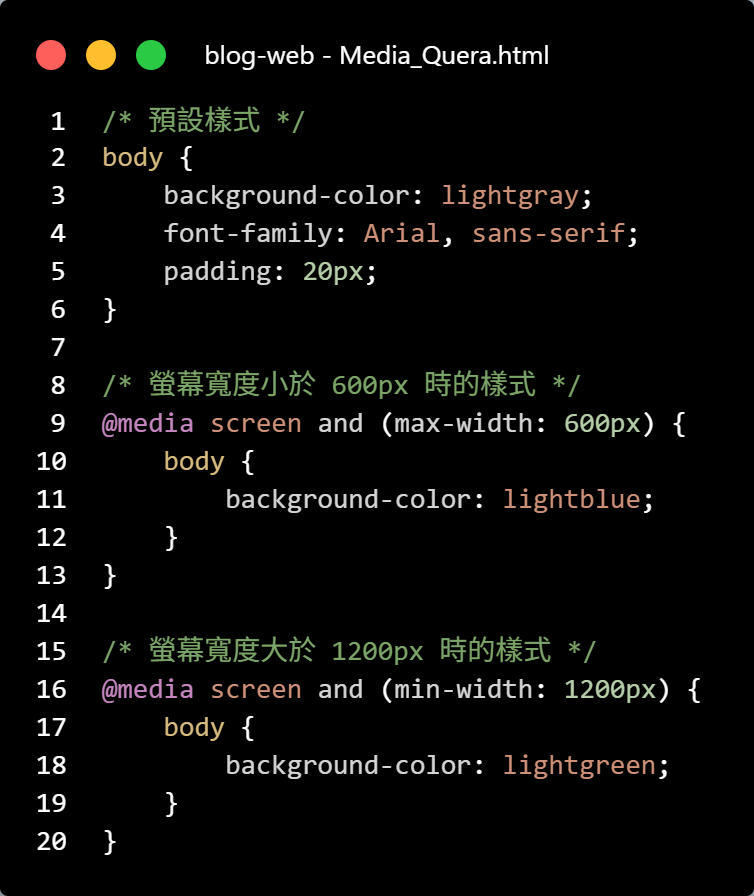 blog-web - Media_Quera.html
1 /* 預設樣式 */
2 body {
3     background-color: lightgray;
4     font-family: Arial, sans-serif;
5     padding: 20px;
6 }
7
8 /* 螢幕寬度小於 600px 時的樣式 */
9 @media screen and (max-width: 600px) {
10     body {
11         background-color: lightblue;
12     }
13 }
14
15 /* 螢幕寬度大於 1200px 時的樣式 */
16 @media screen and (min-width: 1200px) {
17     body {
18         background-color: lightgreen;
19     }
20 }